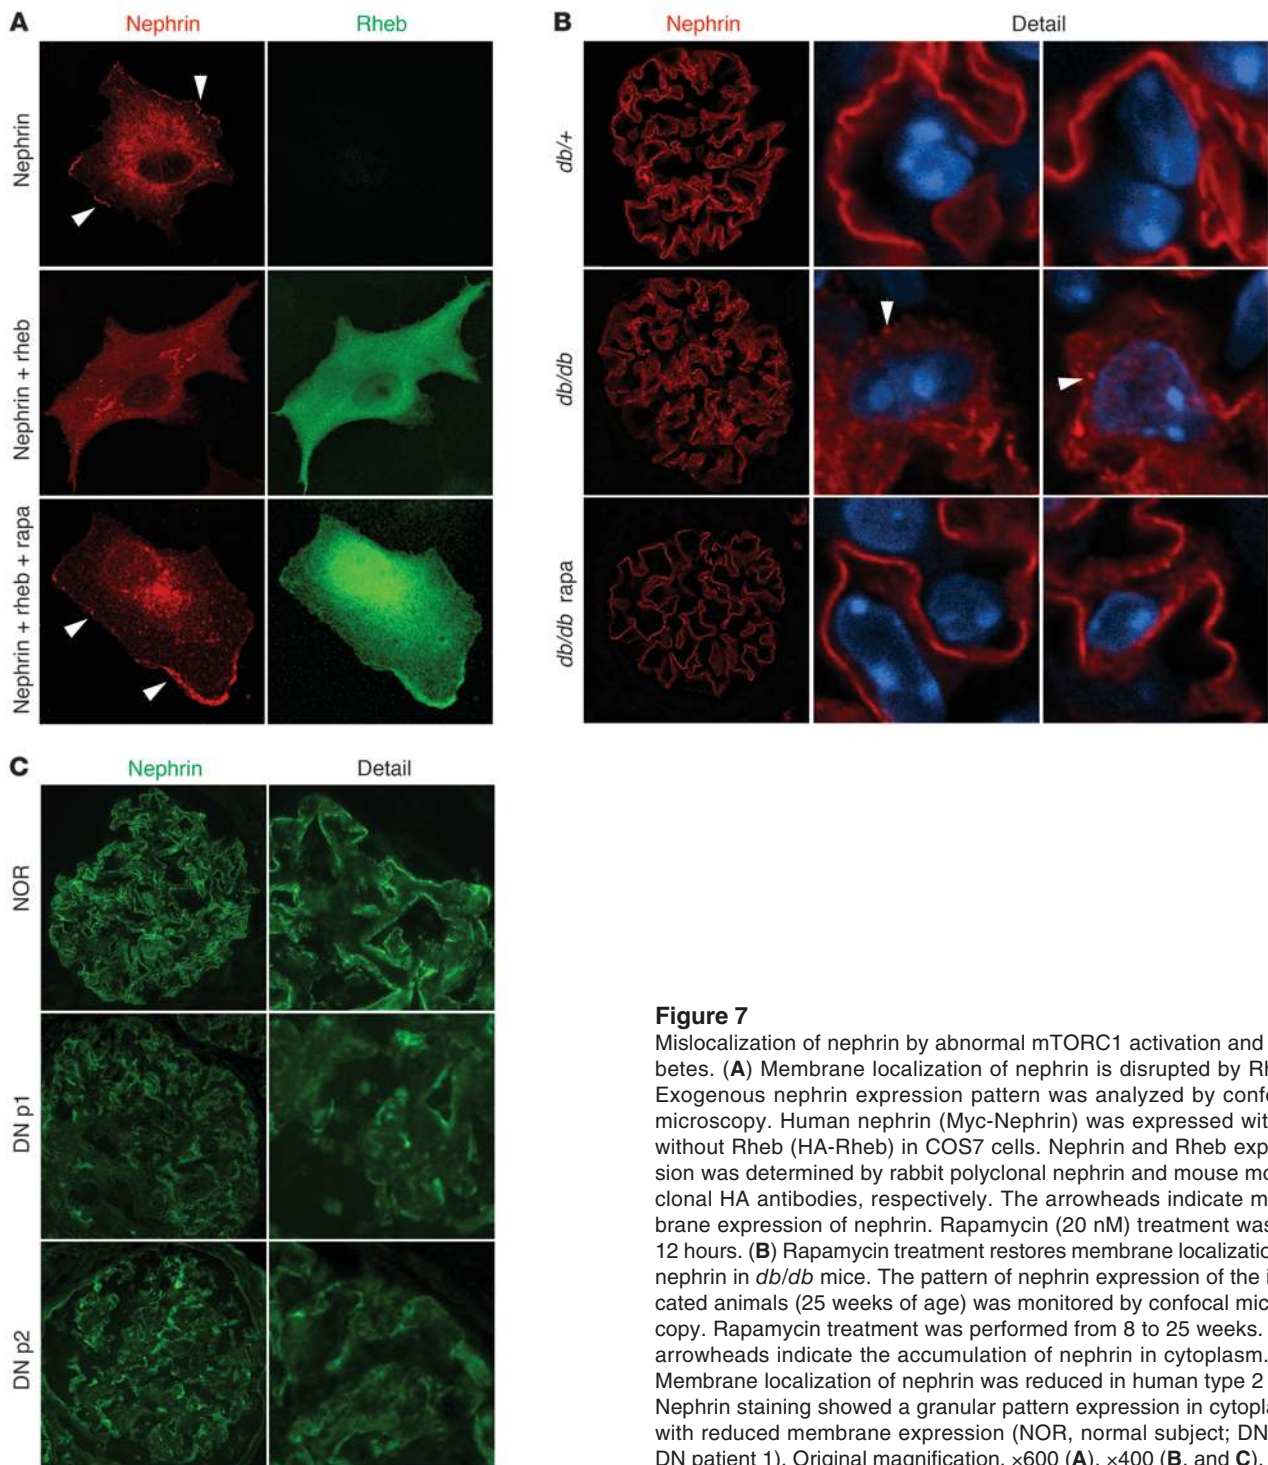 A
Nephrin
Rheb
Nephrin
Nephrin + rheb
Nephrin + rheb + rapa
B
Nephrin
Detail
db/+
db/db
db/db rapa
C
Nephrin
Detail
NOR
DN p1
DN p2
Figure 7
Mislocalization of nephrin by abnormal mTORC1 activation and
betes. (A) Membrane localization of nephrin is disrupted by
Exogenous nephrin expression pattern was analyzed by
microscopy. Human nephrin (Myc-Nephrin) was expressed
without Rheb (HA-Rheb) in COS7 cells. Nephrin and Rheb
sion was determined by rabbit polyclonal nephrin and mouse
clonal HA antibodies, respectively. The arrowheads indicate
brane expression of nephrin. Rapamycin (20 nM) treatment was
12 hours. (B) Rapamycin treatment restores membrane
nephrin in db/db mice. The pattern of nephrin expression of the
cated animals (25 weeks of age) was monitored by confocal
copy. Rapamycin treatment was performed from 8 to 25 weeks.
arrowheads indicate the accumulation of nephrin in cytoplasm.
Membrane localization of nephrin was reduced in human type 2
Nephrin staining showed a granular pattern expression in
with reduced membrane expression (NOR, normal subject; DN
DN patient 1). Original magnification, ×600 (A), ×400 (B, and C).